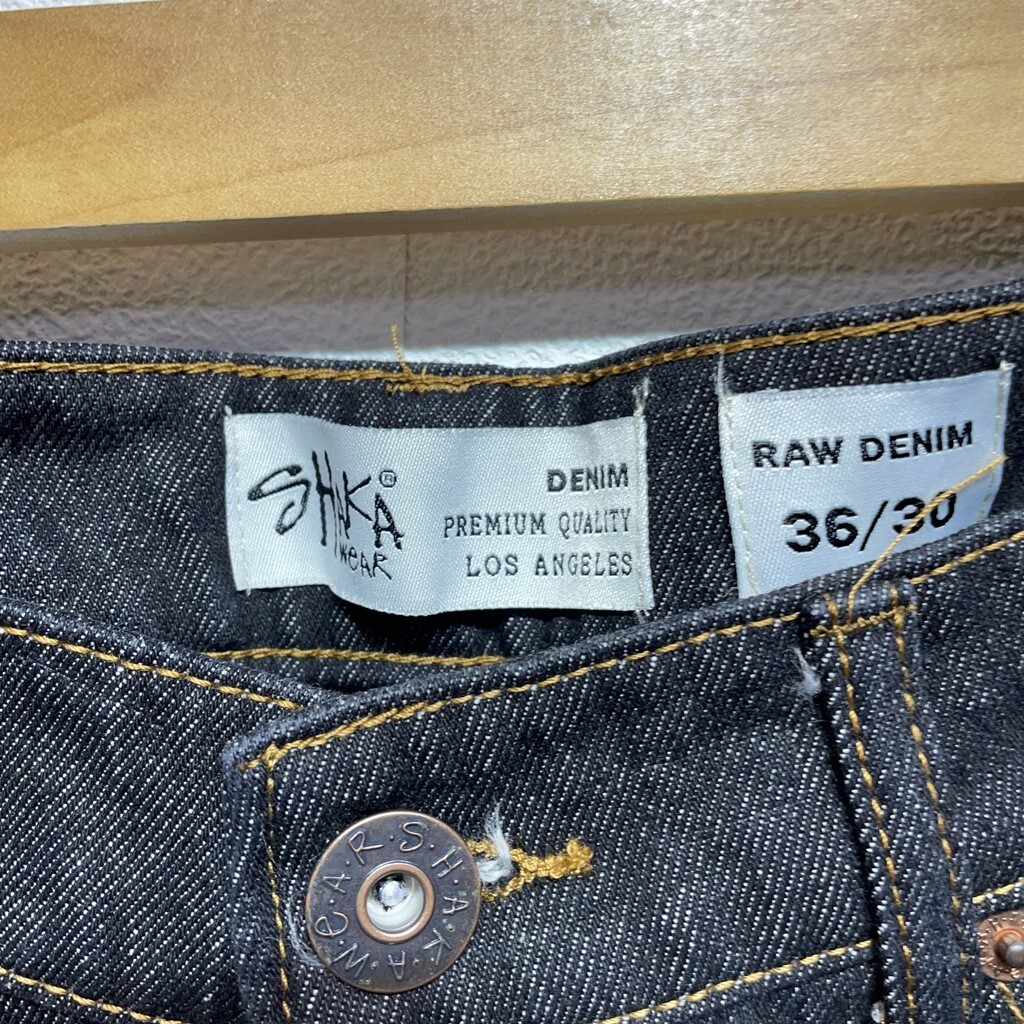 SHAKA®
WEAR
DENIM
PREMIUM QUALITY
LOS ANGELES
RAW DENIM
36/30
S·H·A·K·A·W·E·A·R·